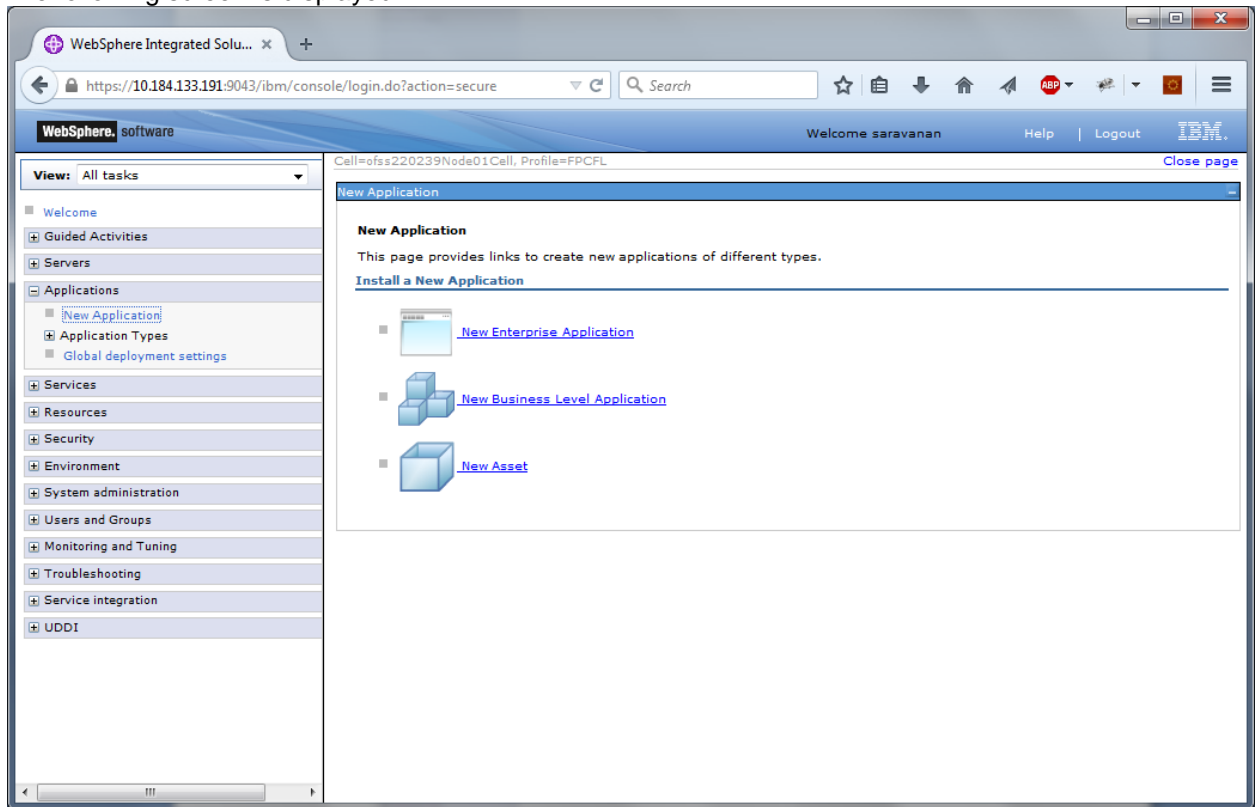 WebSphere Integrated Solu...
https://10.184.133.191:9043/ibm/console/login.do?action=secure
Search
ABP
WebSphere. software
Welcome saravanan
Help | Logout
IBM.
View: All tasks
Welcome
Guided Activities
Servers
Applications
New Application
Application Types
Global deployment settings
Services
Resources
Security
Environment
System administration
Users and Groups
Monitoring and Tuning
Troubleshooting
Service integration
UDDI
Cell=ofss220239Node01Cell, Profile=FPCFL
Close page
New Application
New Application
This page provides links to create new applications of different types.
Install a New Application
New Enterprise Application
New Business Level Application
New Asset